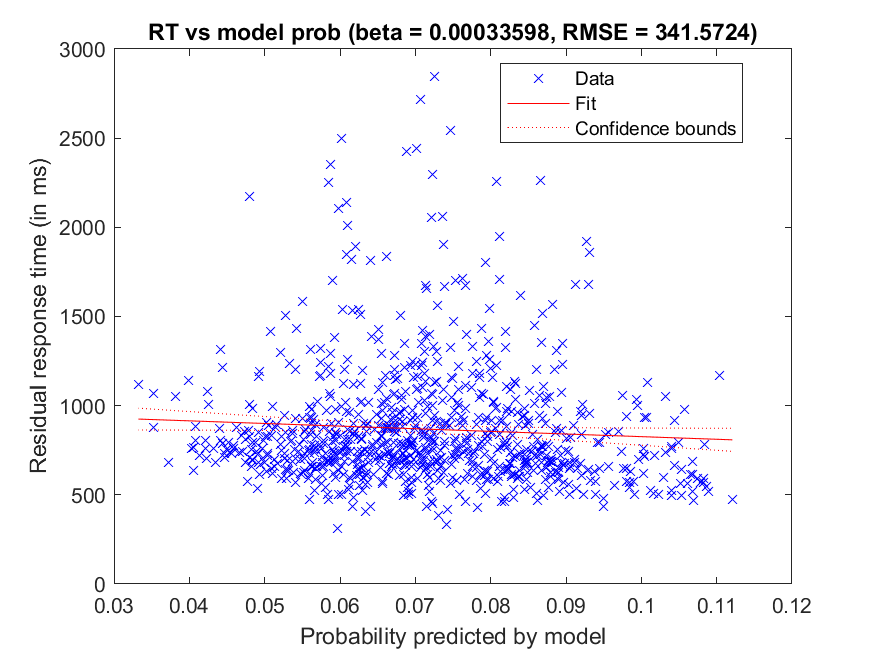 RT vs model prob (beta = 0.00033598, RMSE = 341.5724)
Data
Fit
Confidence bounds
3000
2500
2000
1500
1000
500
0
Residual response time (in ms)
0.03 0.04 0.05 0.06 0.07 0.08 0.09 0.1 0.11 0.12
Probability predicted by model